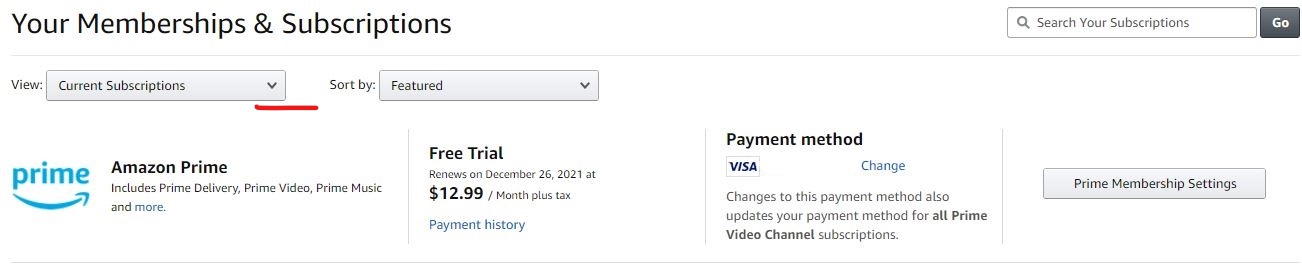 Your Memberships & Subscriptions
Search Your Subscriptions
Go
View:
Current Subscriptions
Sort by:
Featured
prime
Amazon Prime
Includes Prime Delivery, Prime Video, Prime Music
and more.
Free Trial
Renews on December 26, 2021 at
$12.99 / Month plus tax
Payment history
Payment method
VISA
Change
Changes to this payment method also
updates your payment method for all Prime
Video Channel subscriptions.
Prime Membership Settings